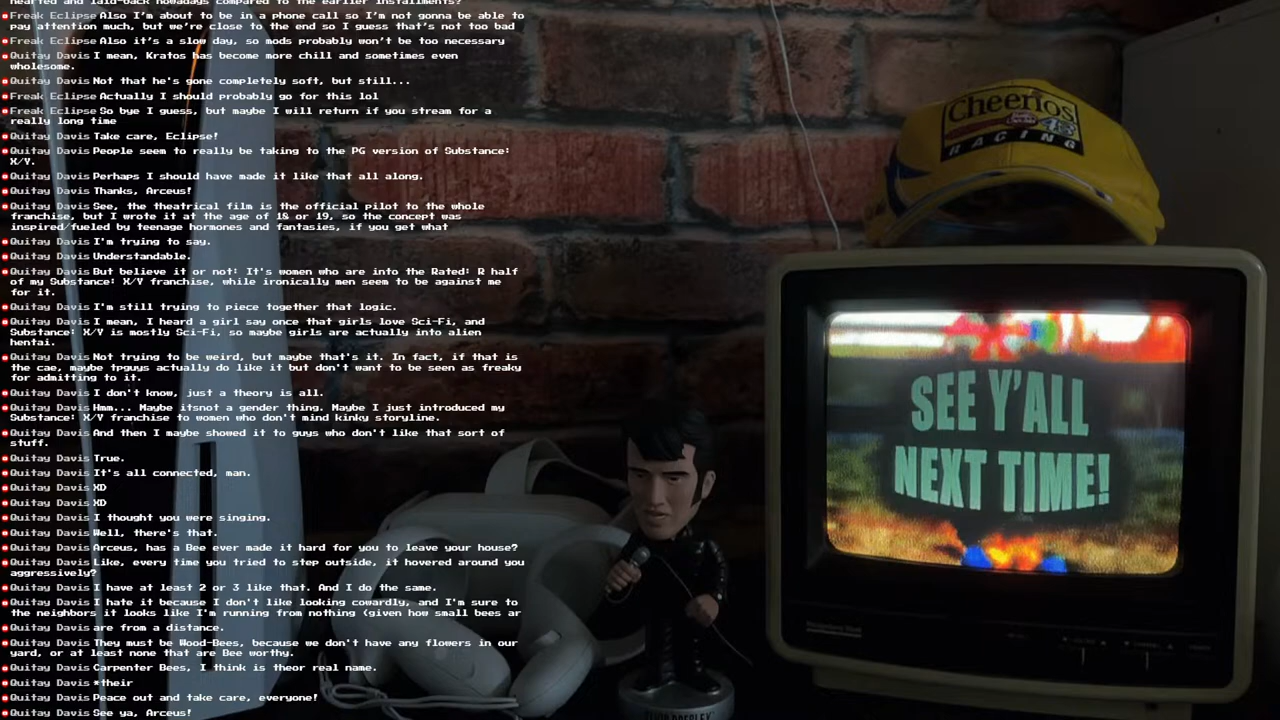 hearted and laid-back nowadays compared to the earlier installments?
Freak Eclipse Also I'm about to be in a phone call so I'm not gonna be able to
pay attention much, but we're close to the end so I guess that's not too bad
Freak Eclipse Also it's a slow day, so mods probably won't be too necessary
Quitay Davis I mean, Kratos has become more chill and sometimes even
wholesome.
Quitay Davis Not that he's gone completely soft, but still...
Freak Eclipse Actually I should probably go for this lol
Freak Eclipse So bye I guess, but maybe I will return if you stream for a
really long time
Quitay Davis Take care, Eclipse!
Quitay Davis People seem to really be taking to the PG version of Substance:
X/Y.
Quitay Davis Perhaps I should have made it like that all along.
Quitay Davis Thanks, Arceus!
Quitay Davis See, the theatrical film is the official pilot to the whole
franchise, but I wrote it at the age of 18 or 19, so the concept was
inspired/fueled by teenage hormones and fantasies, if you get what
Quitay Davis I'm trying to say.
Quitay Davis Understandable.
Quitay Davis But believe it or not: It's women who are into the Rated: R half
of my Substance: X/Y franchise, while ironically men seem to be against me
for it.
Quitay Davis I'm still trying to piece together that logic.
Quitay Davis I mean, I heard a girl say once that girls love Sci-Fi, and
Substance: X/Y is mostly Sci-Fi, so maybe girls are actually into alien
hentai.
Quitay Davis Not trying to be weird, but maybe that's it. In fact, if that is
the cae, maybe tpguys actually do like it but don't want to be seen as freaky
for admitting to it.
Quitay Davis I don't know, just a theory is all.
Quitay Davis Hmm... Maybe itsnot a gender thing. Maybe I just introduced my
Substance: X/Y franchise to women who don't mind kinky storyline.
Quitay Davis And then I maybe showed it to guys who don't like that sort of
stuff.
Quitay Davis True.
Quitay Davis It's all connected, man.
Quitay Davis XD
Quitay Davis XD
Quitay Davis I thought you were singing.
Quitay Davis Well, there's that.
Quitay Davis Arceus, has a Bee ever made it hard for you to leave your house?
Quitay Davis Like, every time you tried to step outside, it hovered around you
aggressively?
Quitay Davis I have at least 2 or 3 like that. And I do the same.
Quitay Davis I hate it because I don't like looking cowardly, and I'm sure to
the neighbors it looks like I'm running from nothing (given how small bees ar
Quitay Davis are from a distance.
Quitay Davis They must be Wood-Bees, because we don't have any flowers in our
yard, or at least none that are Bee worthy.
Quitay Davis Carpenter Bees, I think is theor real name.
Quitay Davis *their
Quitay Davis Peace out and take care, everyone!
Quitay Davis See ya, Arceus!
Cheerios
RACING
SEE Y'ALL
NEXT TIME!
ELVIS PRESLEY